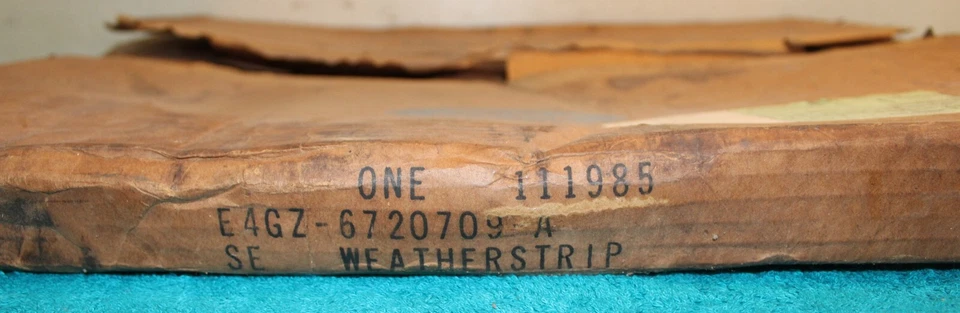 ONE 111985
E4GZ-6720709 A
SE WEATHERSTRIP